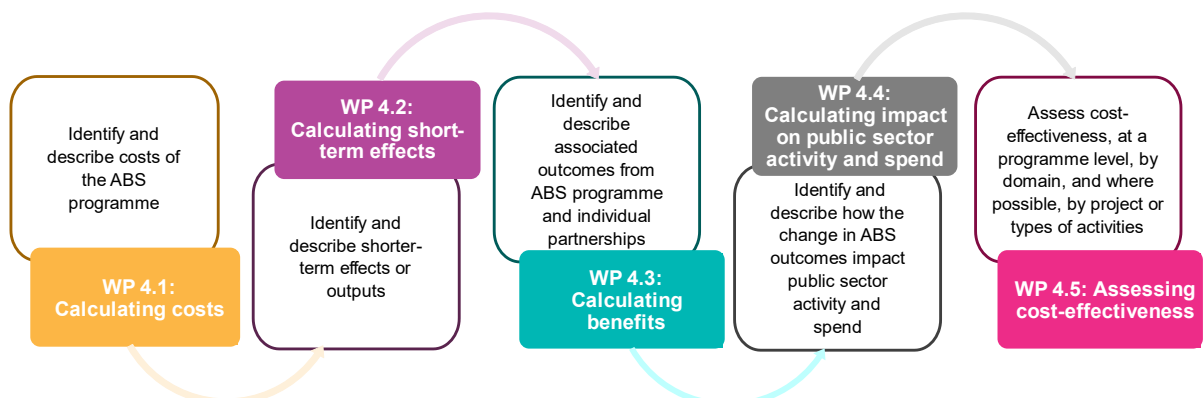 Identify and
describe costs of
the ABS
programme
WP 4.1:
Calculating costs
WP 4.2:
Calculating short-
term effects
Identify and
describe shorter-
term effects or
outputs
Identify and
describe
associated
outcomes from
ABS programme
and individual
partnerships
WP 4.3:
Calculating
benefits
WP 4.4:
Calculating impact
on public sector
activity and spend
Identify and
describe how the
change in ABS
outcomes impact
public sector
activity and
spend
Assess cost-
effectiveness, at a
programme level, by
domain, and where
possible, by project or
types of activities
WP 4.5: Assessing
cost-effectiveness